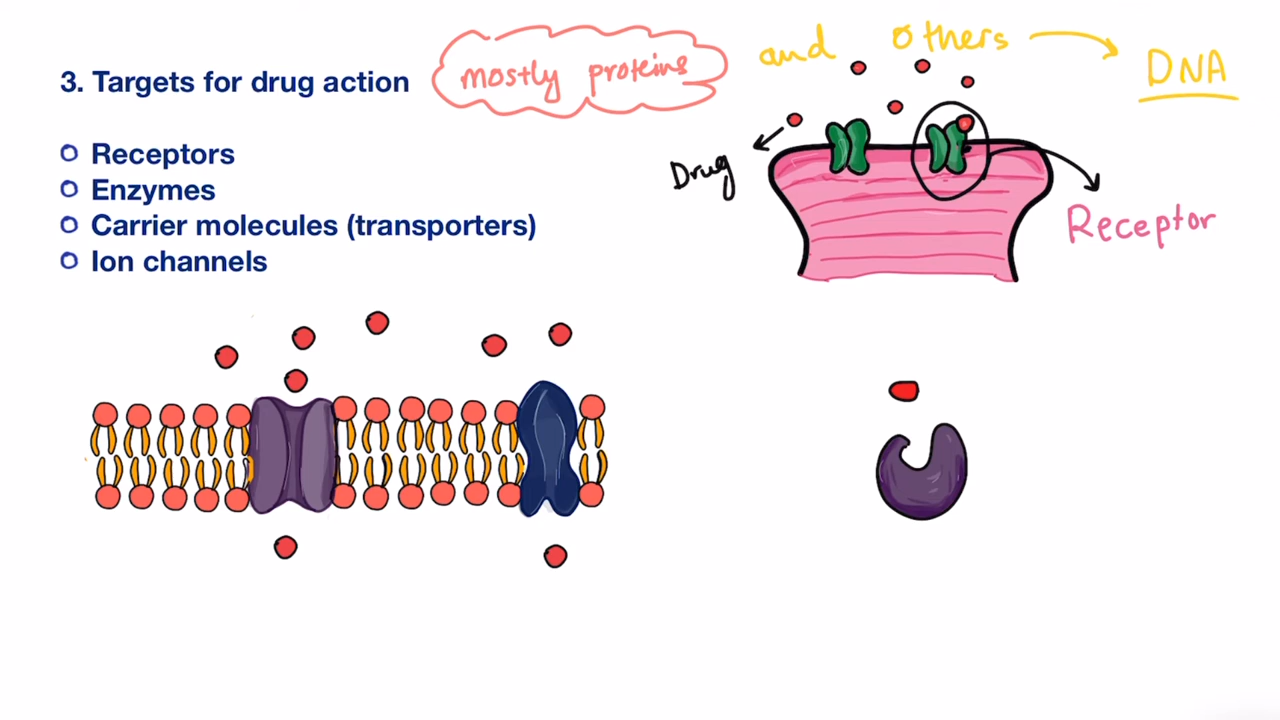 3. Targets for drug action
mostly proteins
and others
DNA
Receptors
Enzymes
Carrier molecules (transporters)
Ion channels
Drug
Receptor